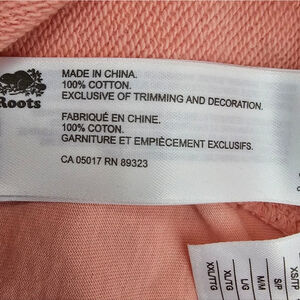 Roots
MADE IN CHINA.
100% COTTON.
EXCLUSIVE OF TRIMMING AND DECORATION.
FABRIQUÉ EN CHINE.
100% COTON.
GARNITURE ET EMPIÈCEMENT EXCLUSIFS.
CA 05017 RN 89323
XS/TP
S/P
M/M
L/G
XL/TG
XXL/TTG